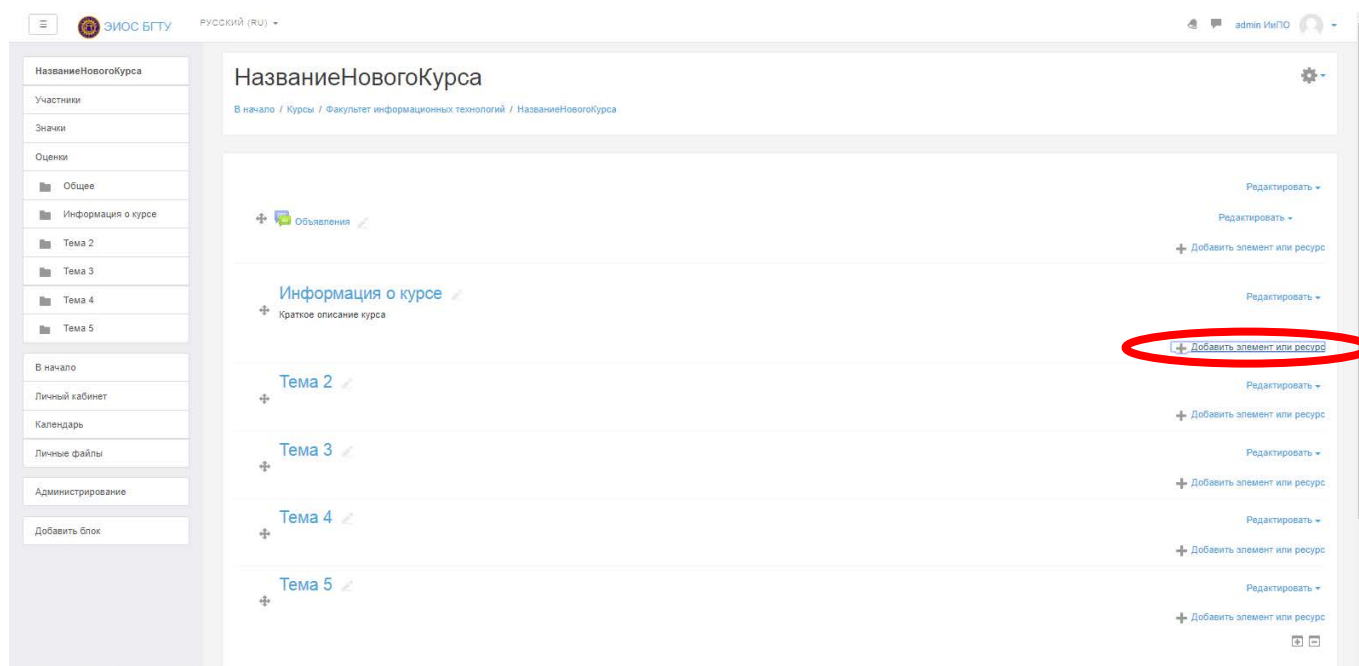 ЭИОС БГТУ
РУССКИЙ (RU)
admin ИиПО
НазваниеНовогоКурса
Участники
Значки
Оценки
Общее
Информация о курсе
Тема 2
Тема 3
Тема 4
Тема 5
В начало
Личный кабинет
Календарь
Личные файлы
Администрирование
Добавить блок
НазваниеНовогоКурса
В начало / Курсы / Факультет информационных технологий / НазваниеНовогоКурса
Редактировать
Объявления
Редактировать
Добавить элемент или ресурс
Информация о курсе
Редактировать
Краткое описание курса
Добавить элемент или ресурс
Тема 2
Редактировать
Добавить элемент или ресурс
Тема 3
Редактировать
Добавить элемент или ресурс
Тема 4
Редактировать
Добавить элемент или ресурс
Тема 5
Редактировать
Добавить элемент или ресурс